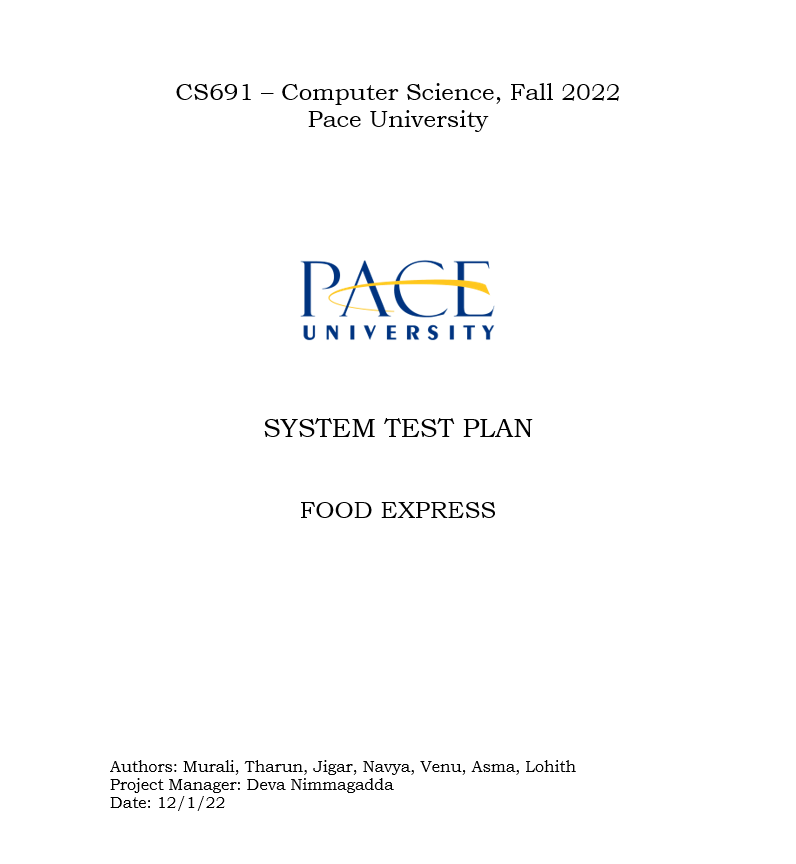 CS691 – Computer Science, Fall 2022
Pace University
PACE
UNIVERSITY
SYSTEM TEST PLAN
FOOD EXPRESS
Authors: Murali, Tharun, Jigar, Navya, Venu, Asma, Lohith
Project Manager: Deva Nimmagadda
Date: 12/1/22